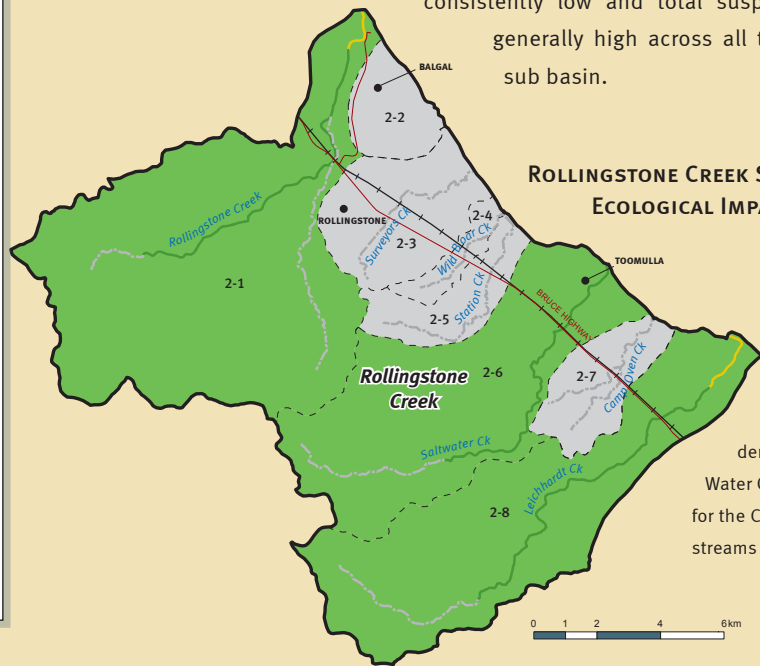 consistently low and total susp
generally high across all t
sub basin.
BALGAL
2-2
ROLLINGSTONE CREEK S
ECOLOGICAL IMPA
Rollingstone Creek
ROLLINGSTONE
Surveyors Ck
2-4
2-3
Wild Boar Ck
TOOMULLA
2-1
Station Ck
2-5
BRUCE HIGHWAY
Rollingstone
Creek
2-6
2-7
Camp Oven Ck
Saltwater Ck
Leichhardt Ck
2-8
der
Water
for the C
streams
0 1 2 4 6km